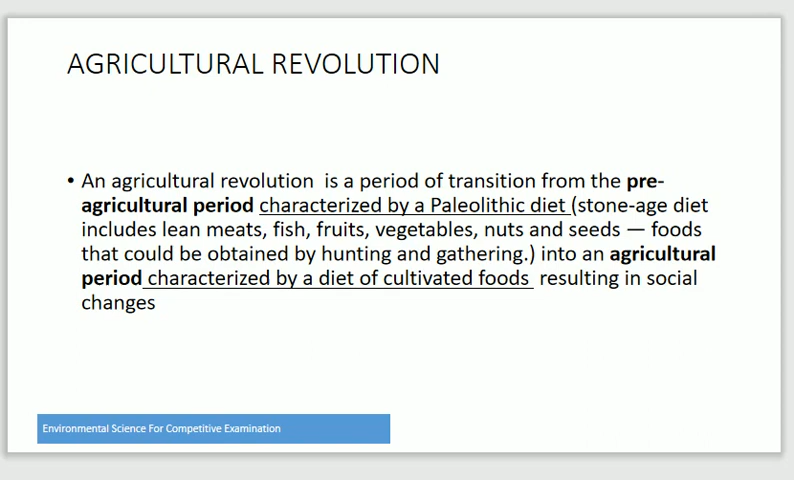 AGRICULTURAL REVOLUTION
• An agricultural revolution  is a period of transition from the pre-
agricultural period characterized by a Paleolithic diet (stone-age diet
includes lean meats, fish, fruits, vegetables, nuts and seeds — foods
that could be obtained by hunting and gathering.) into an agricultural
period characterized by a diet of cultivated foods  resulting in social
changes
Environmental Science For Competitive Examination